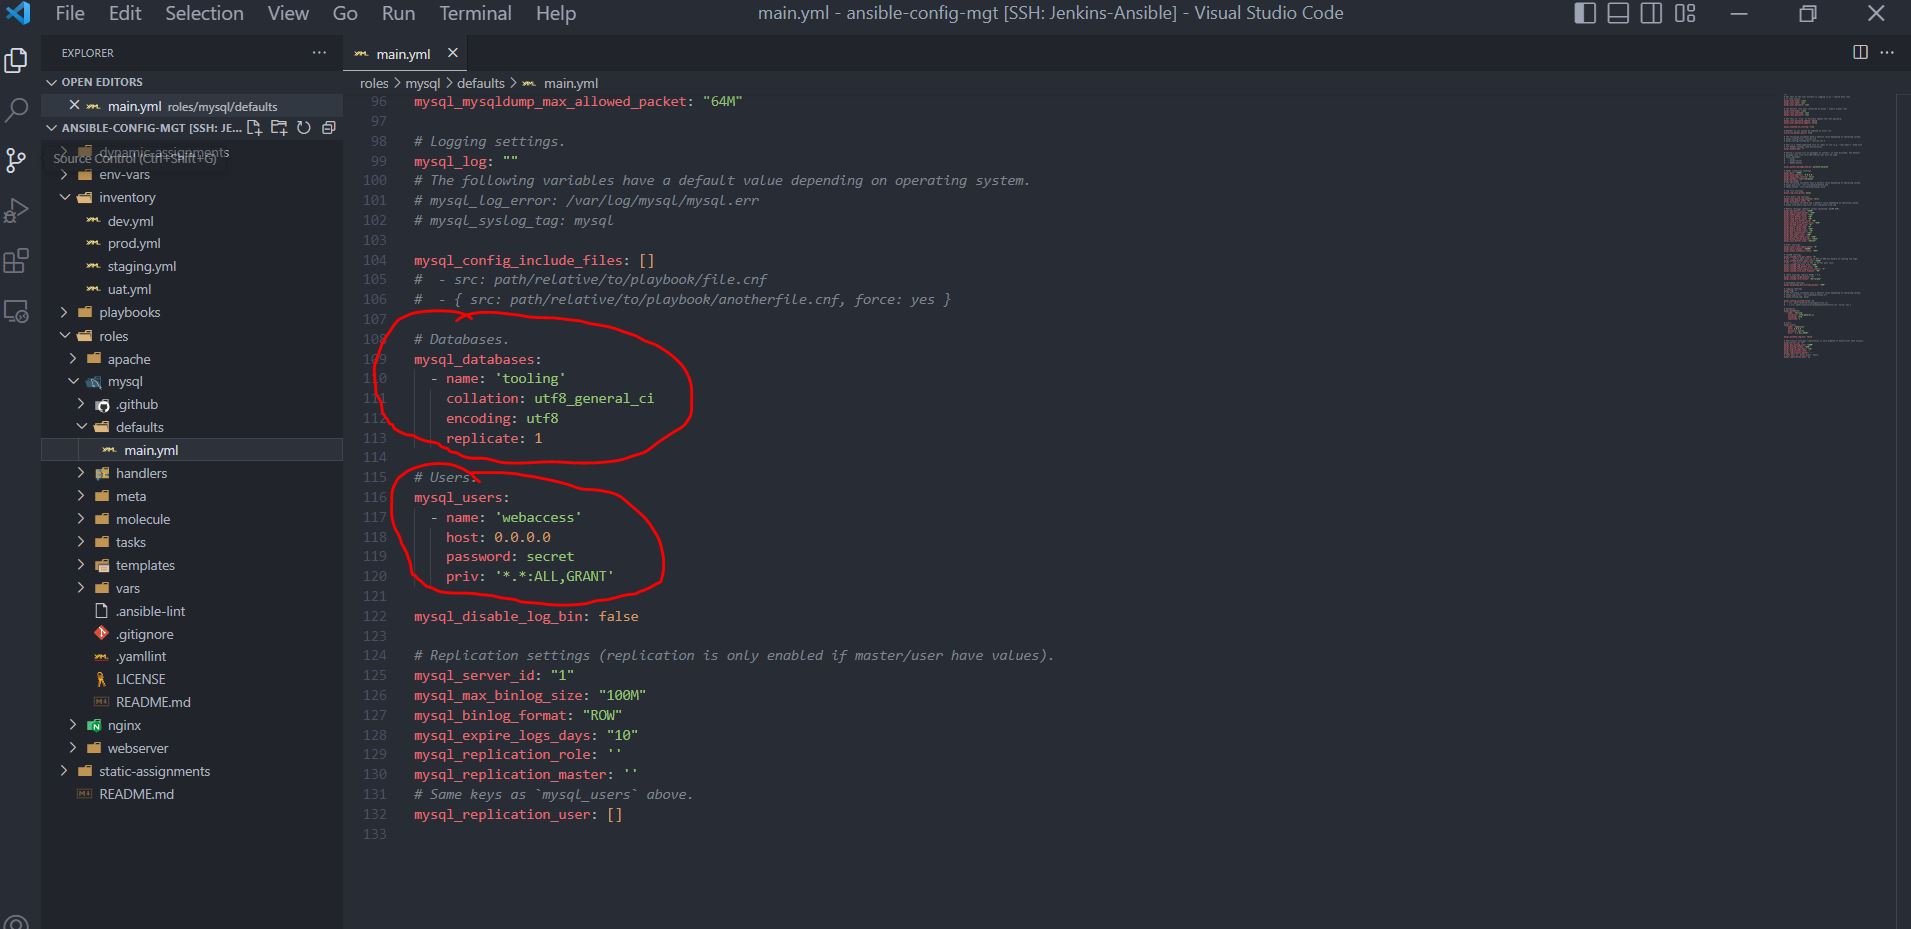 File Edit Selection View Go Run Terminal Help
main.yml - ansible-config-mgt [SSH: Jenkins-Ansible] - Visual Studio Code
EXPLORER
OPEN EDITORS
main.yml roles/mysql/defaults
ANSIBLE-CONFIG-MGT [SSH: JE...
dynamic-assignments
Source Control (Ctrl+Shift+G)
env-vars
inventory
dev.yml
prod.yml
staging.yml
uat.yml
playbooks
roles
apache
mysql
.github
defaults
main.yml
handlers
meta
molecule
tasks
templates
vars
.ansible-lint
.gitignore
.yamllint
LICENSE
README.md
nginx
webserver
static-assignments
README.md
main.yml
roles > mysql > defaults > main.yml
96 mysql_mysqldump_max_allowed_packet: "64M"
97
98 # Logging settings.
99 mysql_log: ""
100 # The following variables have a default value depending on operating system.
101 # mysql_log_error: /var/log/mysql/mysql.err
102 # mysql_syslog_tag: mysql
103
104 mysql_config_include_files: []
105 #  - src: path/relative/to/playbook/file.cnf
106 #  - { src: path/relative/to/playbook/anotherfile.cnf, force: yes }
107
108 # Databases.
109 mysql_databases:
110   - name: 'tooling'
111     collation: utf8_general_ci
112     encoding: utf8
113     replicate: 1
114
115 # Users.
116 mysql_users:
117   - name: 'webaccess'
118     host: 0.0.0.0
119     password: secret
120     priv: '*.*:ALL,GRANT'
121
122 mysql_disable_log_bin: false
123
124 # Replication settings (replication is only enabled if master/user have values).
125 mysql_server_id: "1"
126 mysql_max_binlog_size: "100M"
127 mysql_binlog_format: "ROW"
128 mysql_expire_logs_days: "10"
129 mysql_replication_role: ''
130 mysql_replication_master: ''
131 # Same keys as `mysql_users` above.
132 mysql_replication_user: []
133